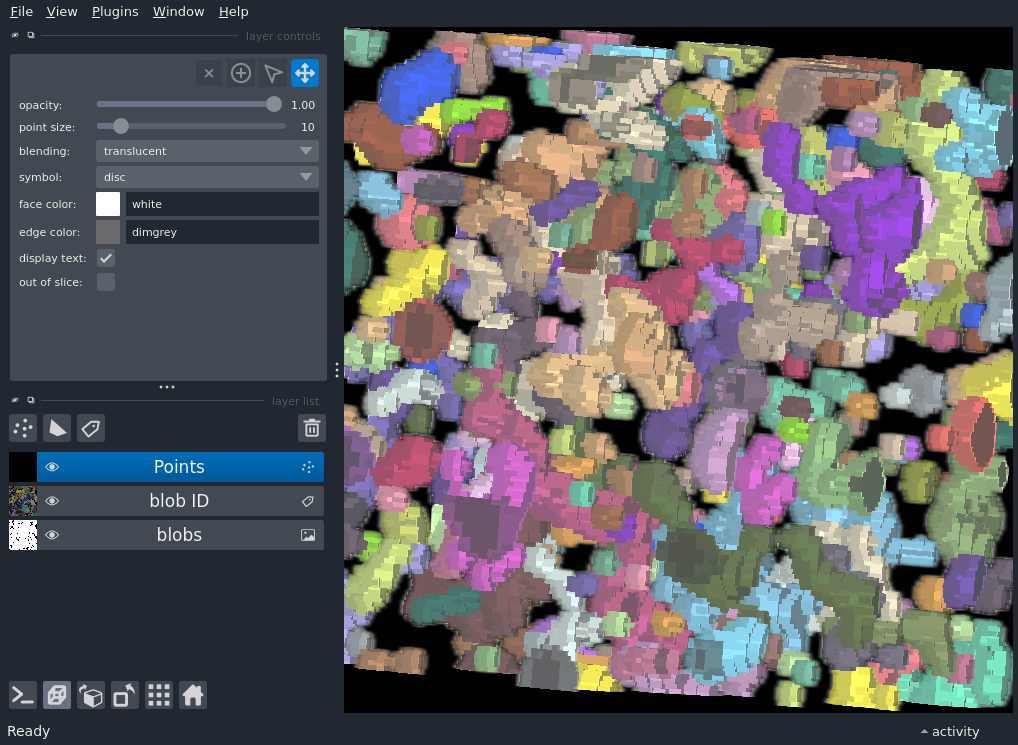 File View Plugins Window Help
layer controls
opacity: 1.00
point size: 10
blending: translucent
symbol: disc
face color: white
edge color: dimgrey
display text:
out of slice:
layer list
Points
blob ID
blobs
Ready activity